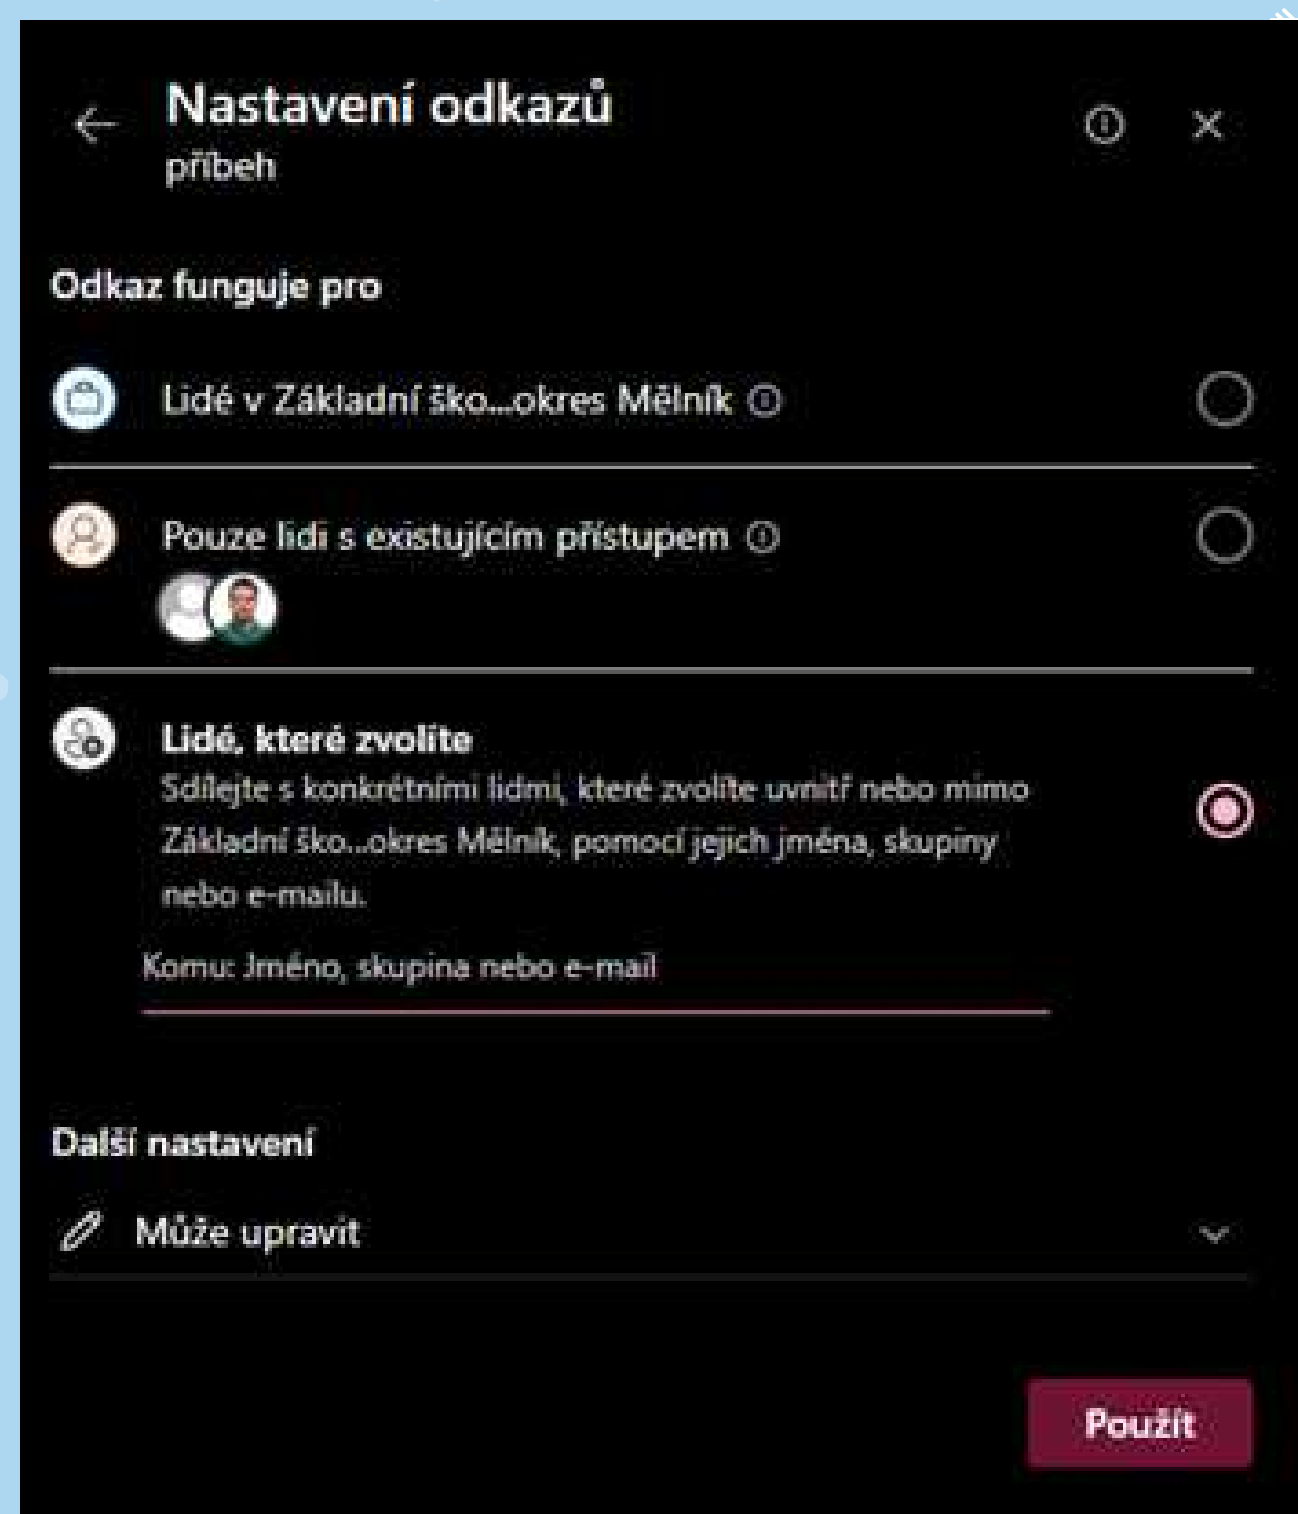 Nastavení odkazů
příbeh
Odkaz funguje pro
Lidé v Základní ško...okres Mělník
Pouze lidi s existujícím přístupem
Lidé, které zvolíte
Sdílejte s konkrétními lidmi, které zvolíte uvnitř nebo mimo
Základní ško...okres Mělník, pomocí jejich jména, skupiny
nebo e-mailu.
Komu: Jméno, skupina nebo e-mail
Další nastavení
Může upravit
Použít